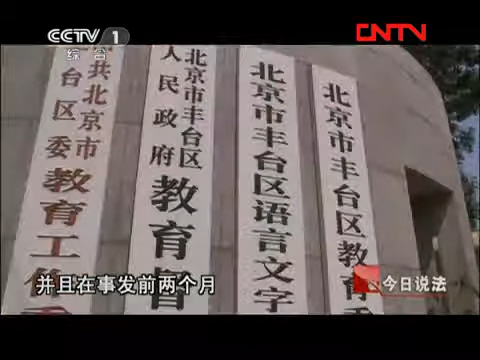 CCTV 1
综合
CNTV
共北京市
台区委
教育工作委
北京市丰台区
人民政府
教育督
北京市丰台区语言文字
北京市丰台区教育
并且在事发前两个月
今日说法